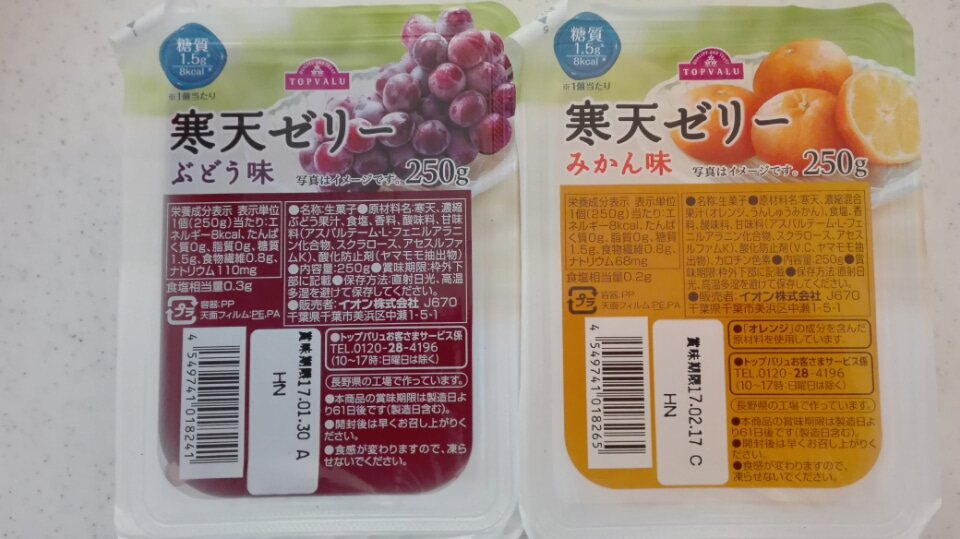 糖質
1.5g
8kcal
※1個当たり
TOPVALU
寒天ゼリー
ぶどう味
写真はイメージです。
250g
栄養成分表示 表示単位
1個(250g)当たり:エ
ネルギー8kcal、たんぱ
く質0g、脂質0g、糖質
1.5g、食物繊維0.8g、
ナトリウム110mg
食塩相当量0.3g
プラ
容器:PP
天面フィルム:PE,PA
●名称:生菓子●原材料名:寒天、濃縮
ぶどう果汁、食塩、香料、酸味料、甘味
料(アスパルテーム・L-フェニルアラニ
ン化合物、スクラロース、アセスルファ
ムK)、酸化防止剤(ヤマモモ抽出物)
●内容量:250g●賞味期限:枠外下
部に記載●保存方法:直射日光、高温
多湿を避けて保存してください。
●販売者:イオン株式会社 J670
千葉県千葉市美浜区中瀬1-5-1
4549741018241
賞味期限17.01.30 A
HN
●トップバリュお客さまサービス係
TEL.0120-28-4196
(10~17時:日曜日は除く)
(長野県の工場で作っています。)
●本商品の賞味期限は製造日よ
り61日後です(製造日含む)。
●開封後は早くお召し上がりく
ださい。
●食感が変わりますので、凍ら
せないでください。
糖質
1.5g
8kcal
※1個当たり
TOPVALU
寒天ゼリー
みかん味
写真はイメージです。
250g
栄養成分表示 表示単位
1個(250g)当たり:エ
ネルギー8kcal、たんぱ
く質0g、脂質0g、糖質
1.5g、食物繊維0.8g、
ナトリウム68mg
食塩相当量0.2g
プラ
容器:PP
天面フィルム:PE,PA
●名称:生菓子●原材料名:寒天、濃縮混合
果汁(オレンジ、うんしゅうみかん)、食塩、香
料、酸味料、甘味料(アスパルテーム・L-フェ
ニルアラニン化合物、スクラロース、アセス
ルファムK)、酸化防止剤(V.C、ヤマモモ抽出
物)、カロチン色素●内容量:250g●賞
味期限:枠外下部に記載●保存方法:直射日
光、高温多湿を避けて保存してください。
●販売者:イオン株式会社 J670
千葉県千葉市美浜区中瀬1-5-1
●「オレンジ」の成分を含んだ
原材料を使用しています。
4549741018265
賞味期限17.02.17 C
HN
●トップバリュお客さまサービス係
TEL.0120-28-4196
(10~17時:日曜日は除く)
(長野県の工場で作っています。)
●本商品の賞味期限は製造日よ
り61日後です(製造日含む)。
●開封後は早くお召し上がりく
ださい。
●食感が変わりますので、
凍らせないでください。